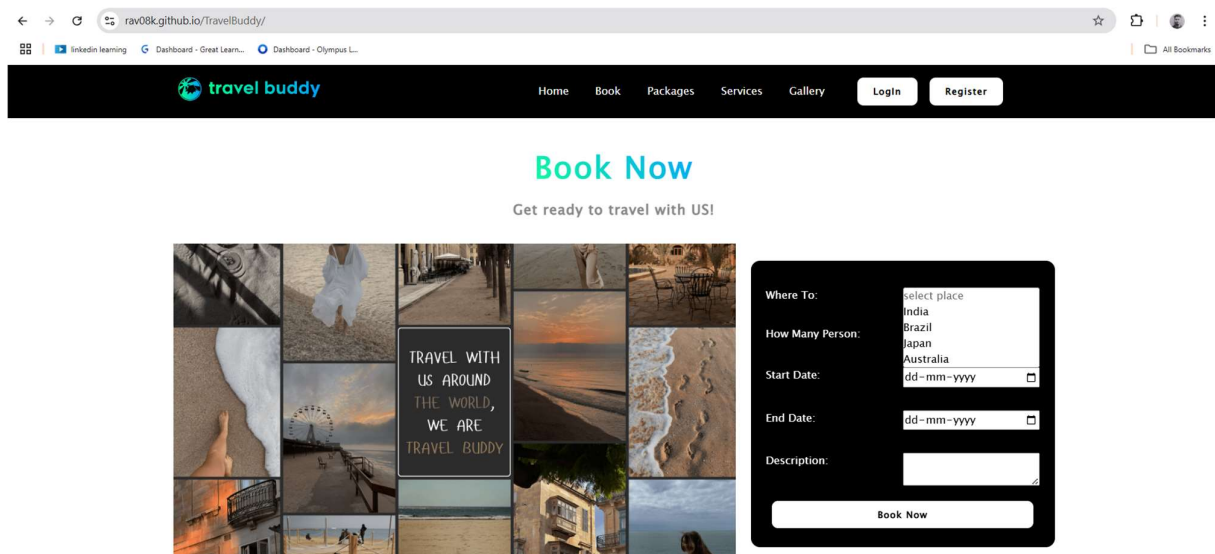 rav08k.github.io/TravelBuddy/
linkedin learning
Dashboard - Great Learn...
Dashboard - Olympus L...
All Bookmarks
travel buddy
Home
Book
Packages
Services
Gallery
LogIn
Register
Book Now
Get ready to travel with US!
TRAVEL WITH
US AROUND
THE WORLD,
WE ARE
TRAVEL BUDDY
Where To:
select place
India
Brazil
Japan
Australia
How Many Person:
Start Date:
dd-mm-yyyy
End Date:
dd-mm-yyyy
Description:
Book Now